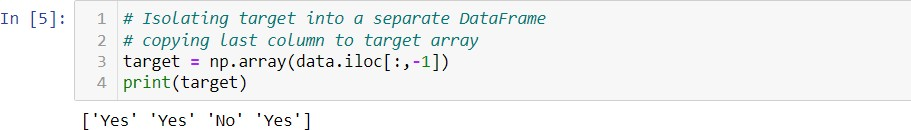 In [5]:
1 # Isolating target into a separate DataFrame
2 # copying last column to target array
3 target = np.array(data.iloc[:,-1])
4 print(target)
['Yes' 'Yes' 'No' 'Yes']